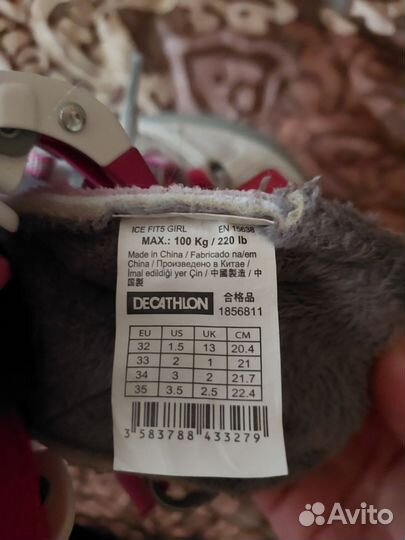 ICE FIT5 GIRL EN 15638
MAX.: 100 Kg / 220 lb
Made in China / Fabricado na/em
China / Произведено в Китае /
İmal edildiği yer Çin / 中國製造 / 中
国製
DECATHLON 合格品
1856811
EU US UK CM
32 1.5 13 20.4
33 2 1 21
34 3 2 21.7
35 3.5 2.5 22.4
3 583788 433279
Avito